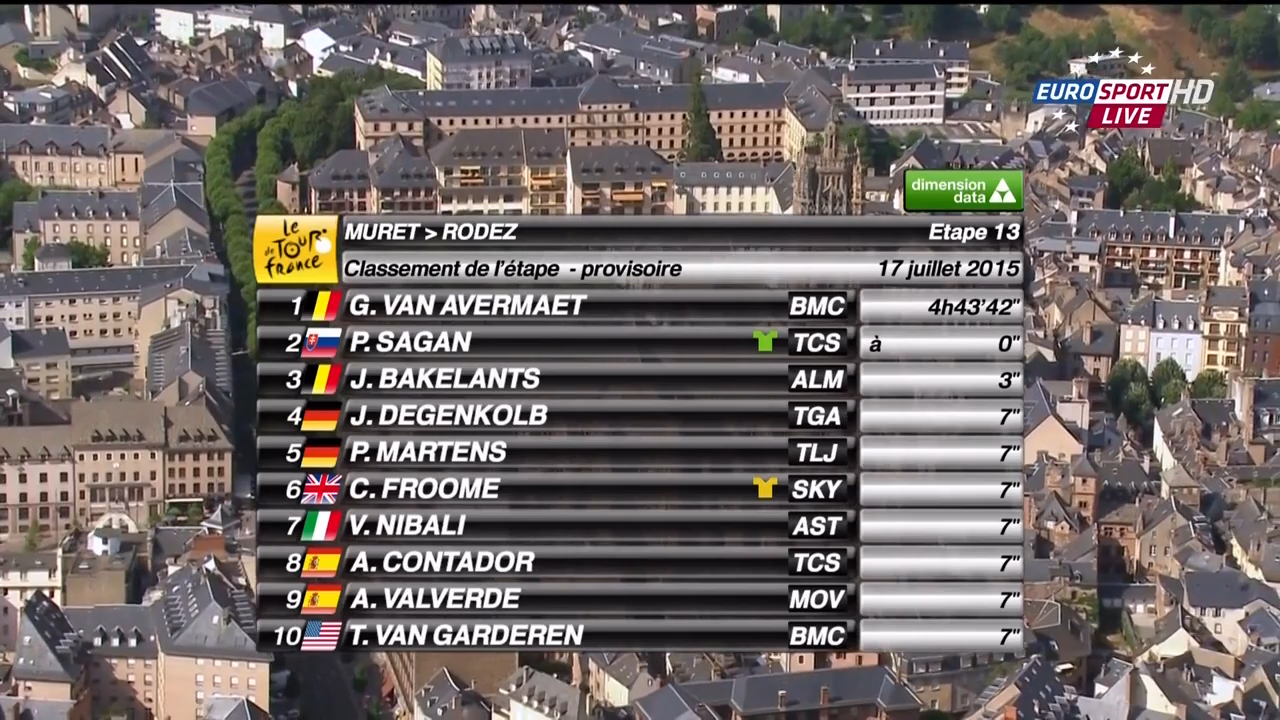 EUROSPORT HD
LIVE
dimension
data
le
TOUR
de
france
MURET > RODEZ Etape 13
Classement de l'étape - provisoire 17 juillet 2015
1 G. VAN AVERMAET BMC 4h43'42"
2 P. SAGAN TCS à 0"
3 J. BAKELANTS ALM 3"
4 J. DEGENKOLB TGA 7"
5 P. MARTENS TLJ 7"
6 C. FROOME SKY 7"
7 V. NIBALI AST 7"
8 A. CONTADOR TCS 7"
9 A. VALVERDE MOV 7"
10 T. VAN GARDEREN BMC 7"